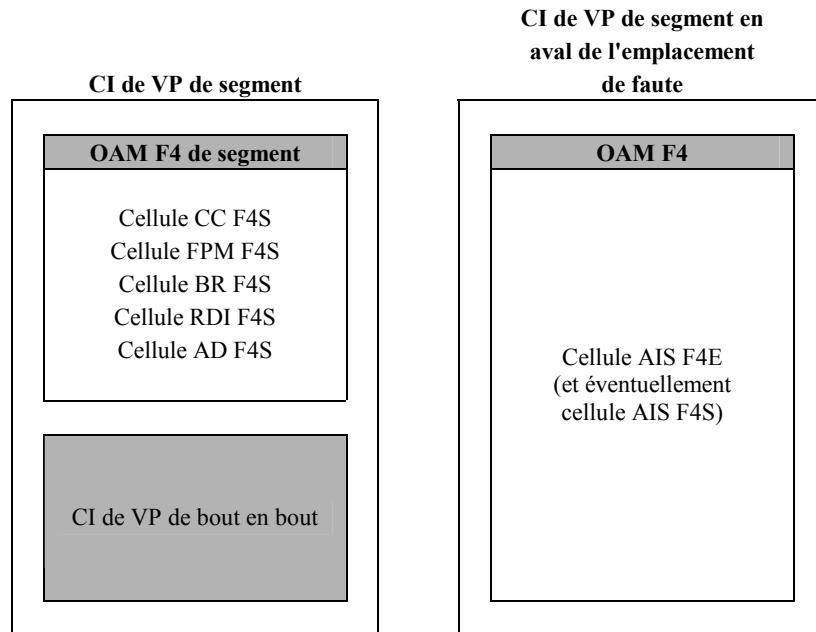 CI de VP de segment
OAM F4 de segment
Cellule CC F4S
Cellule FPM F4S
Cellule BR F4S
Cellule RDI F4S
Cellule AD F4S
CI de VP de bout en bout
CI de VP de segment en
aval de l'emplacement
de faute
OAM F4
Cellule AIS F4E
(et éventuellement
cellule AIS F4S)